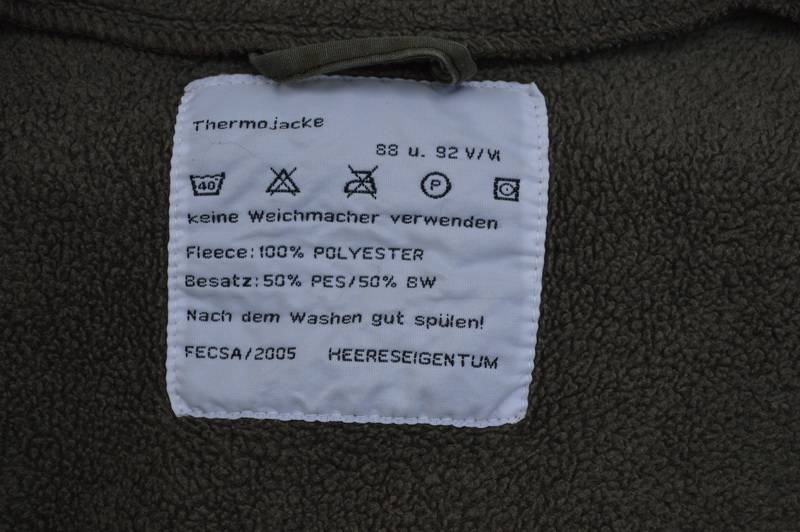 Thermojacke
88 u. 92 V/VI
40
P
keine Weichmacher verwenden
Fleece: 100% POLYESTER
Besatz: 50% PES/50% BW
Nach dem Washen gut spülen!
FECSA/2005 HEERESEIGENTUM